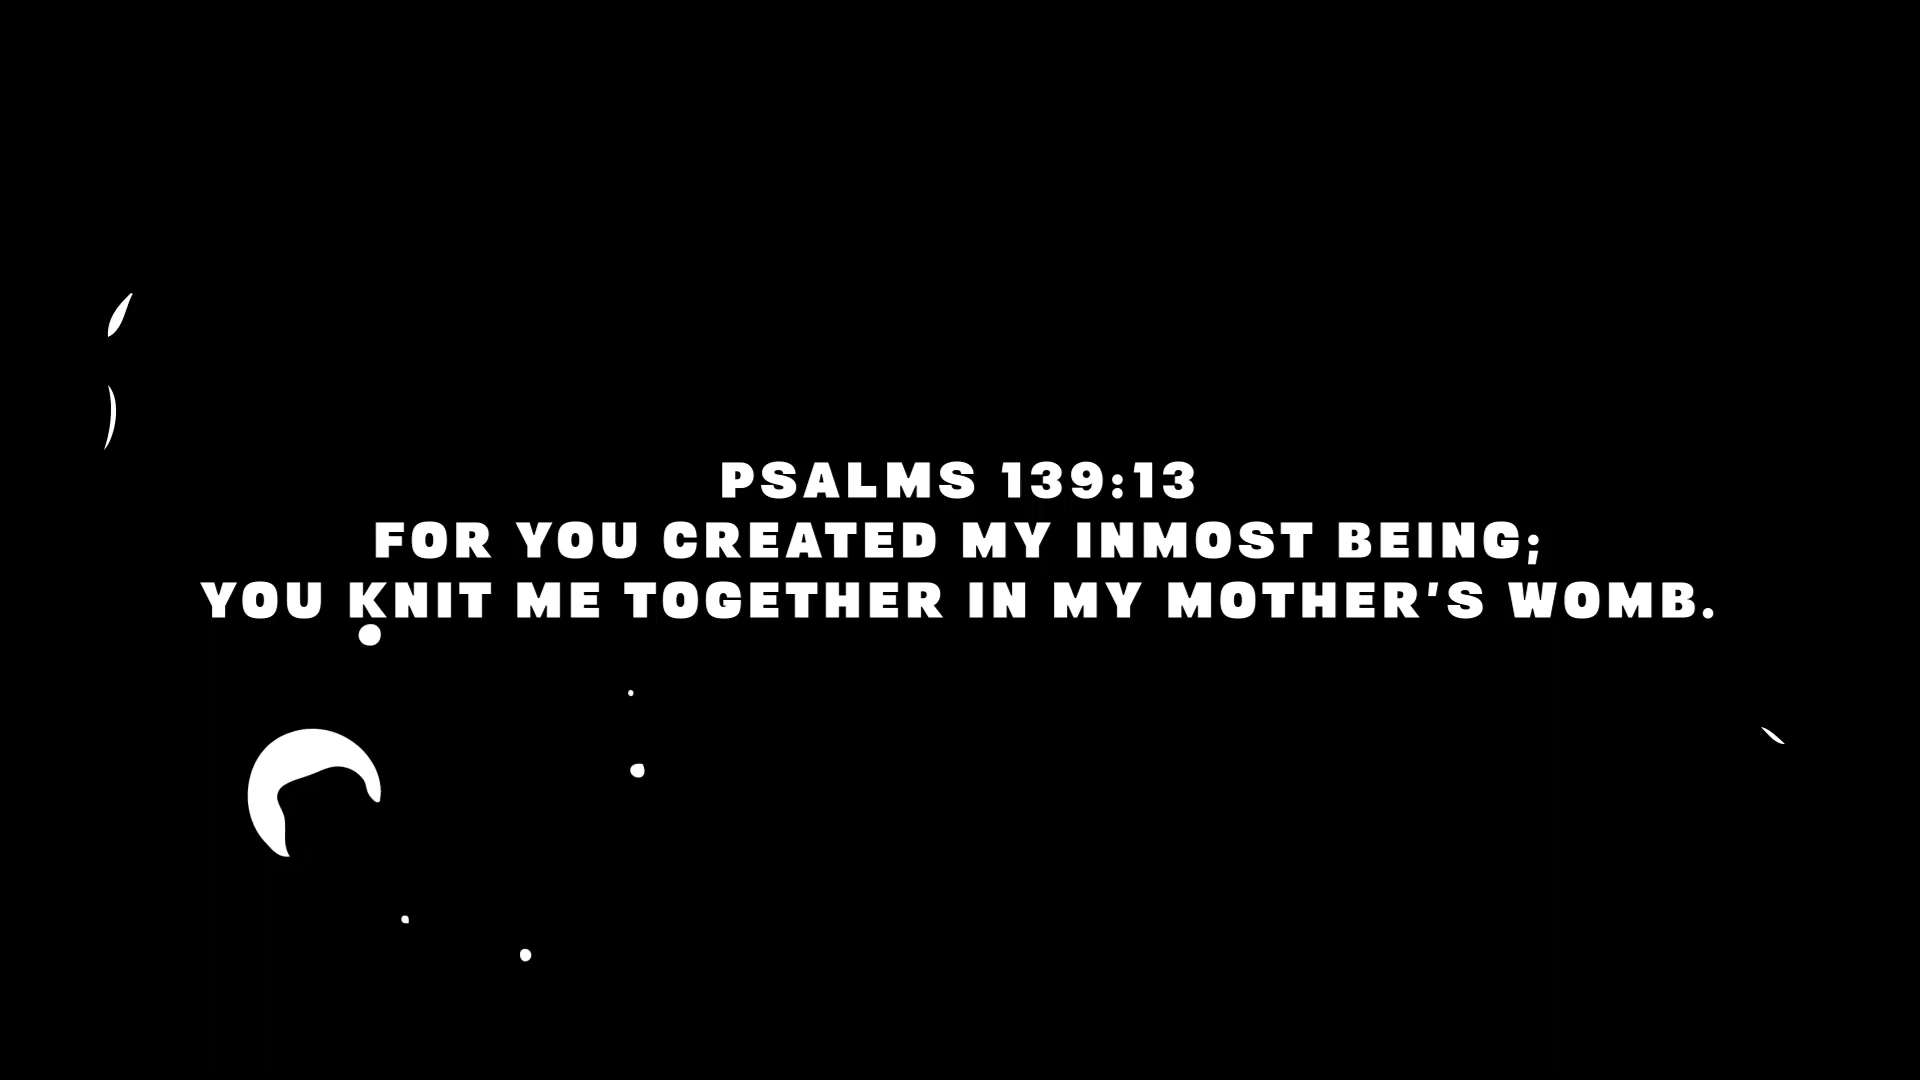 PSALMS 139:13
FOR YOU CREATED MY INMOST BEING;
YOU KNIT ME TOGETHER IN MY MOTHER'S WOMB.